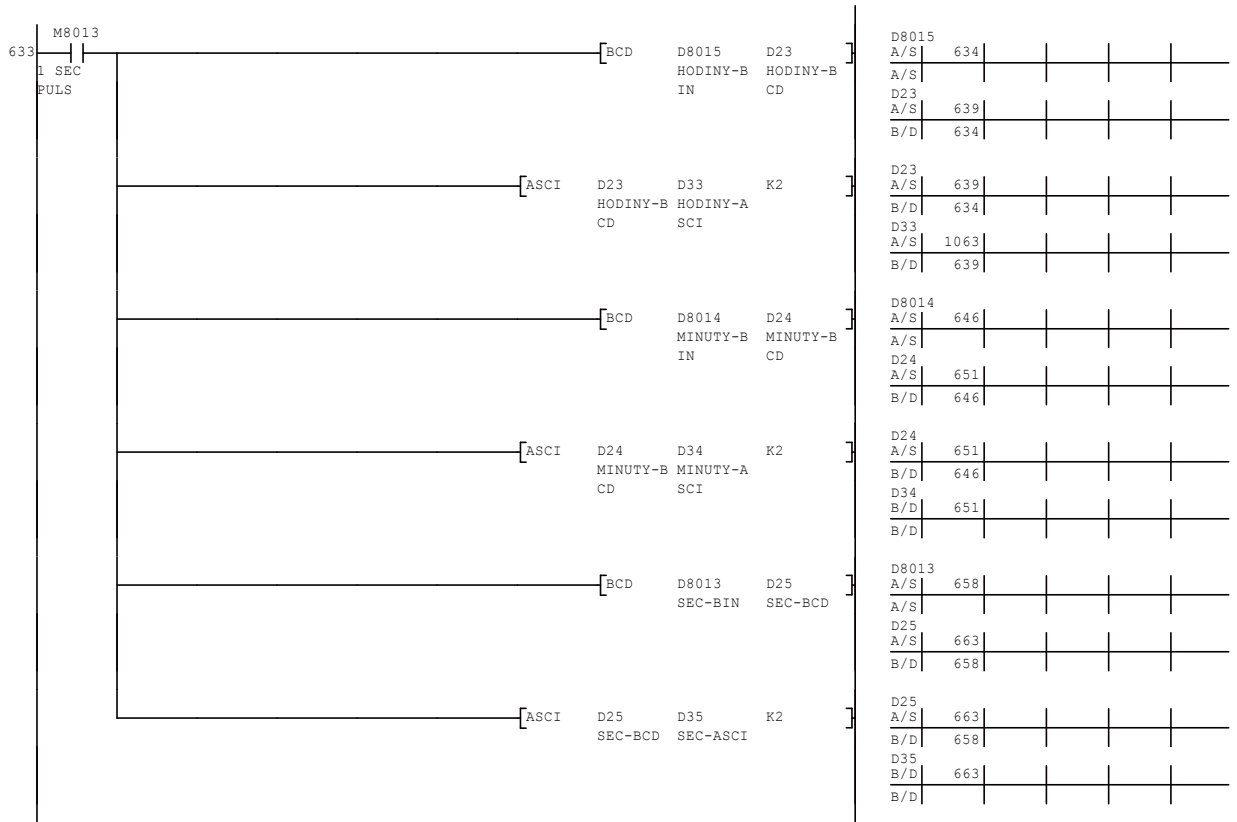 M8013
633
1 SEC
PULS
BCD D8015 D23
HODINY-B HODINY-B
IN CD
D8015
A/S 634
A/S
D23
A/S 639
B/D 634
ASCI D23 D33 K2
HODINY-B HODINY-A
CD SCI
D23
A/S 639
B/D 634
D33
A/S 1063
B/D 639
BCD D8014 D24
MINUTY-B MINUTY-B
IN CD
D8014
A/S 646
A/S
D24
A/S 651
B/D 646
ASCI D24 D34 K2
MINUTY-B MINUTY-A
CD SCI
D24
A/S 651
B/D 646
D34
B/D 651
B/D
BCD D8013 D25
SEC-BIN SEC-BCD
D8013
A/S 658
A/S
D25
A/S 663
B/D 658
ASCI D25 D35 K2
SEC-BCD SEC-ASCI
D25
A/S 663
B/D 658
D35
B/D 663
B/D